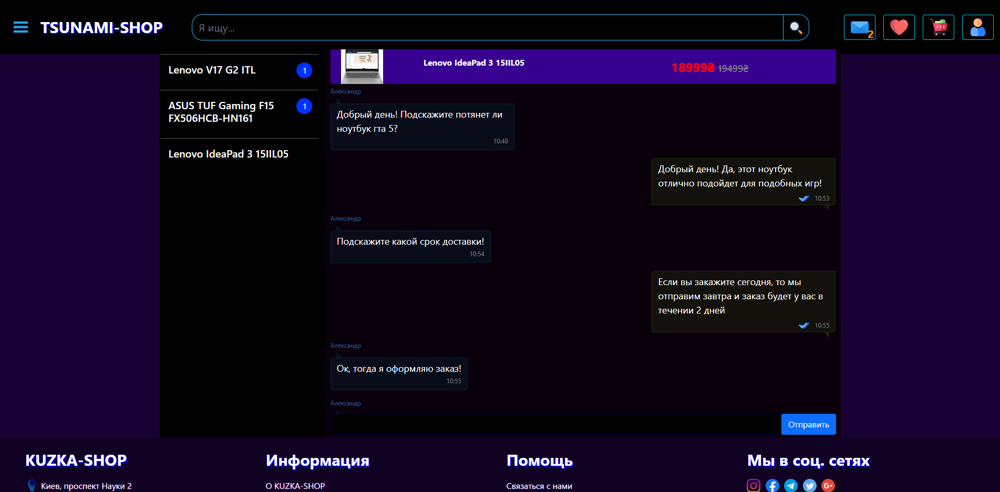 TSUNAMI-SHOP
Я ищу...
2
Lenovo V17 G2 ITL
1
ASUS TUF Gaming F15
FX506HCB-HN161
1
Lenovo IdeaPad 3 15IIL05
Lenovo IdeaPad 3 15IIL05
18999₴ 19499₴
Александр
Добрый день! Подскажите потянет ли
ноутбук гта 5?
10:48
Добрый день! Да, этот ноутбук
отлично подойдет для подобных игр!
10:53
Александр
Подскажите какой срок доставки!
10:54
Если вы закажите сегодня, то мы
отправим завтра и заказ будет у вас в
течении 2 дней
10:55
Александр
Ок, тогда я оформляю заказ!
10:55
Александр
Отправить
KUZKA-SHOP
Киев, проспект Науки 2
Информация
О KUZKA-SHOP
Помощь
Связаться с нами
Мы в соц. сетях